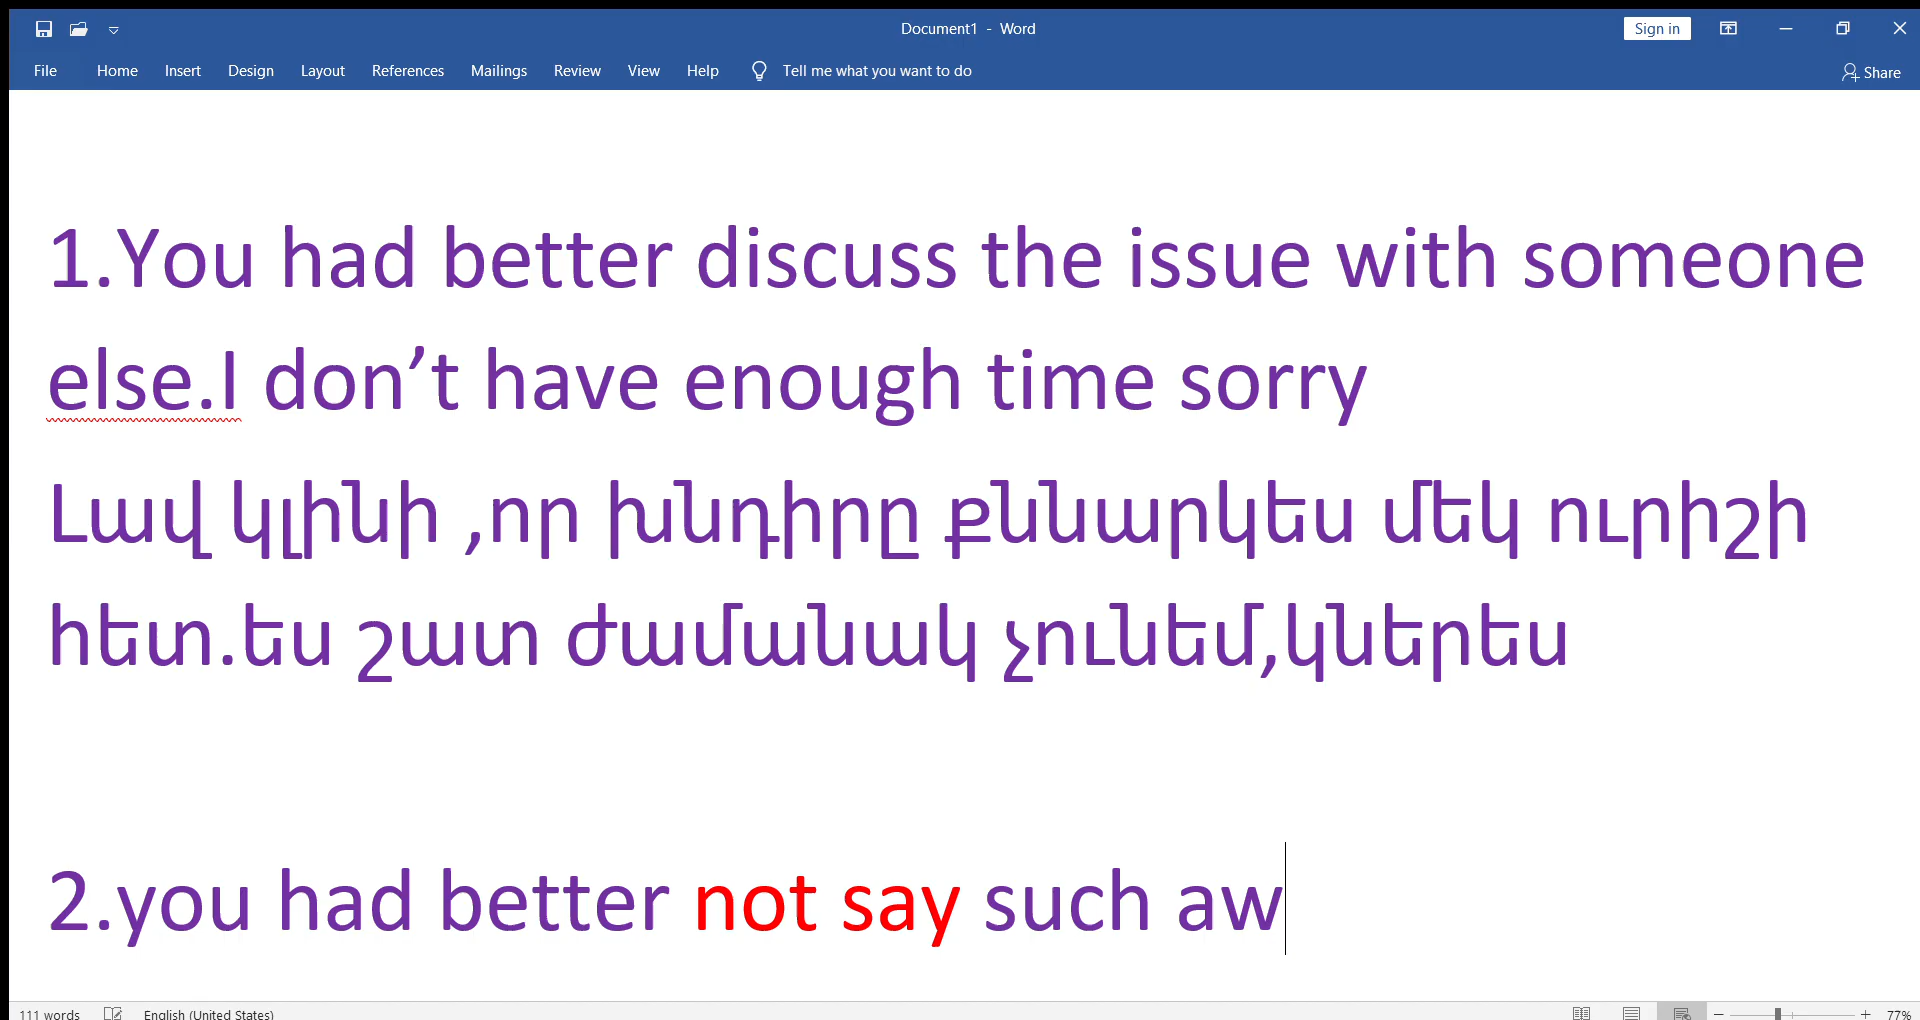 Document1 - Word
Sign in
File Home Insert Design Layout References Mailings Review View Help Tell me what you want to do
Share
1.You had better discuss the issue with someone
else.I don’t have enough time sorry
Լավ կլինի ,որ խնդիրը քննարկես մեկ ուրիշի
հետ.ես շատ ժամանակ չունեմ,կներես
2.you had better not say such aw
111 words English (United States) 77%